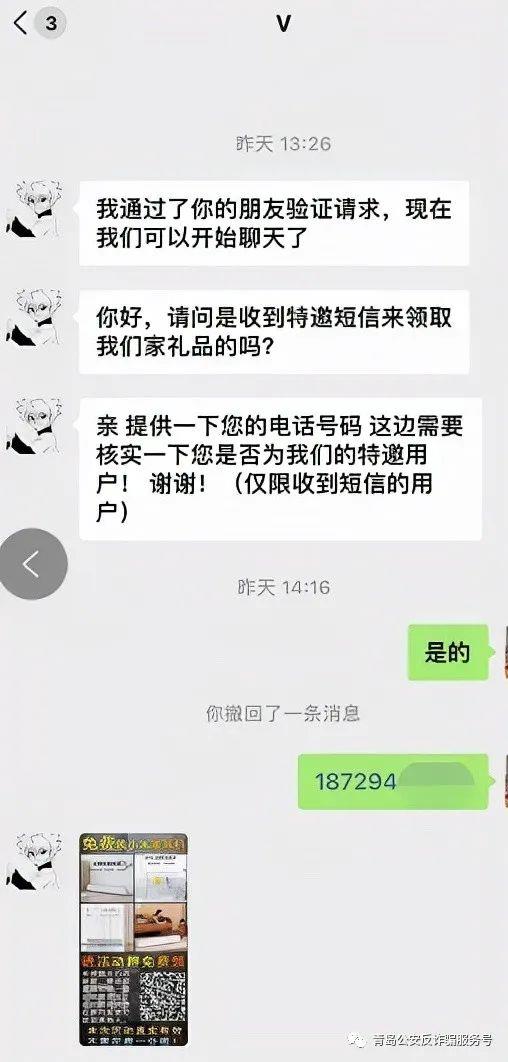 3
V
昨天 13:26
我通过了你的朋友验证请求，现在
我们可以开始聊天了
你好，请问是收到特邀短信来领取
我们家礼品的吗？
亲 提供一下您的电话号码 这边需要
核实一下您是否为我们的特邀用
户！ 谢谢！（仅限收到短信的用
户）
昨天 14:16
是的
你撤回了一条消息
187294
免费
免费领
青岛公安反诈骗服务号